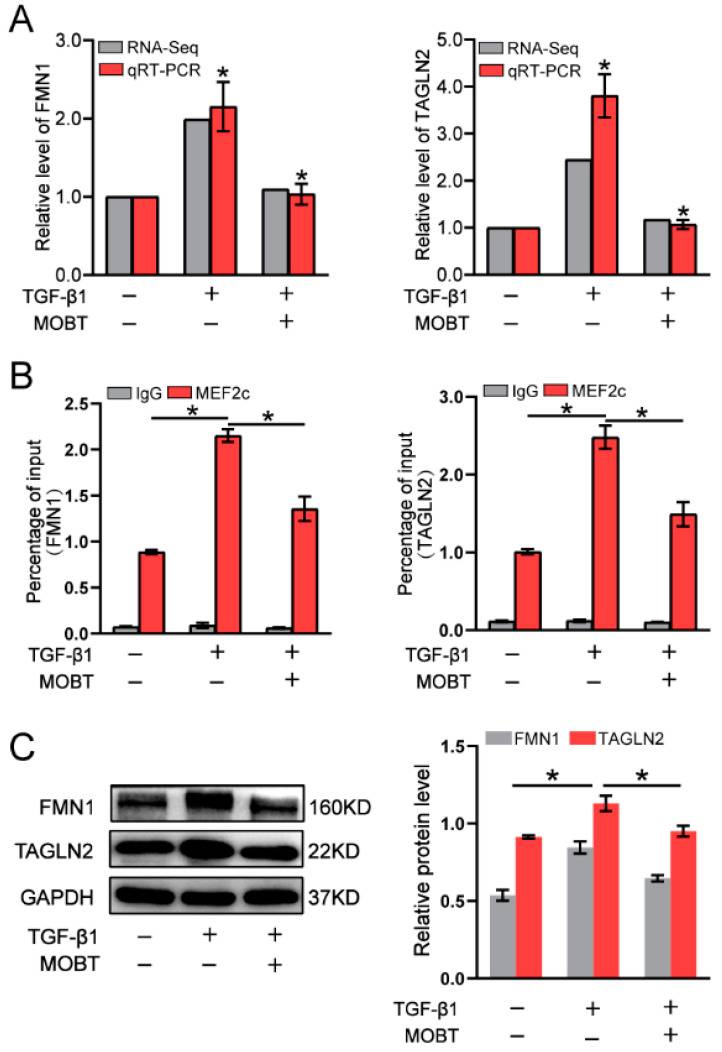 A
Relative level of FMN1
3.0
2.0
1.0
0.0
RNA-Seq
qRT-PCR
*
*
TGF-β1 – + +
MOBT – – +
Relative level of TAGLN2
5.0
4.0
3.0
2.0
1.0
0.0
RNA-Seq
qRT-PCR
*
*
TGF-β1 – + +
MOBT – – +
B
IgG MEF2c
Percentage of input
(FMN1)
2.5
2.0
1.5
1.0
0.5
0.0
* *
TGF-β1 – + +
MOBT – – +
IgG MEF2c
Percentage of input
(TAGLN2)
3.0
2.0
1.0
0.0
* *
TGF-β1 – + +
MOBT – – +
C
FMN1 160KD
TAGLN2 22KD
GAPDH 37KD
TGF-β1 – + +
MOBT – – +
FMN1 TAGLN2
Relative protein level
1.5
1.0
0.5
0.0
* *
TGF-β1 – + +
MOBT – – +